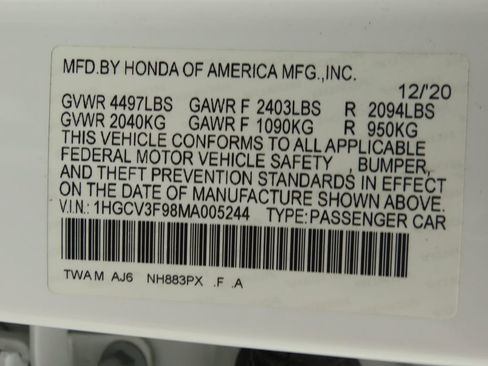 MFD.BY HONDA OF AMERICA MFG.,INC.
12/'20
GVWR 4497LBS GAWR F 2403LBS R 2094LBS
GVWR 2040KG GAWR F 1090KG R 950KG
THIS VEHICLE CONFORMS TO ALL APPLICABLE
FEDERAL MOTOR VEHICLE SAFETY , BUMPER,
AND THEFT PREVENTION STANDARDS IN EFFECT
ON THE DATE OF MANUFACTURE SHOWN ABOVE.
V.I.N.: 1HGCV3F98MA005244 TYPE:PASSENGER CAR
TWA M AJ6 NH883PX .F .A